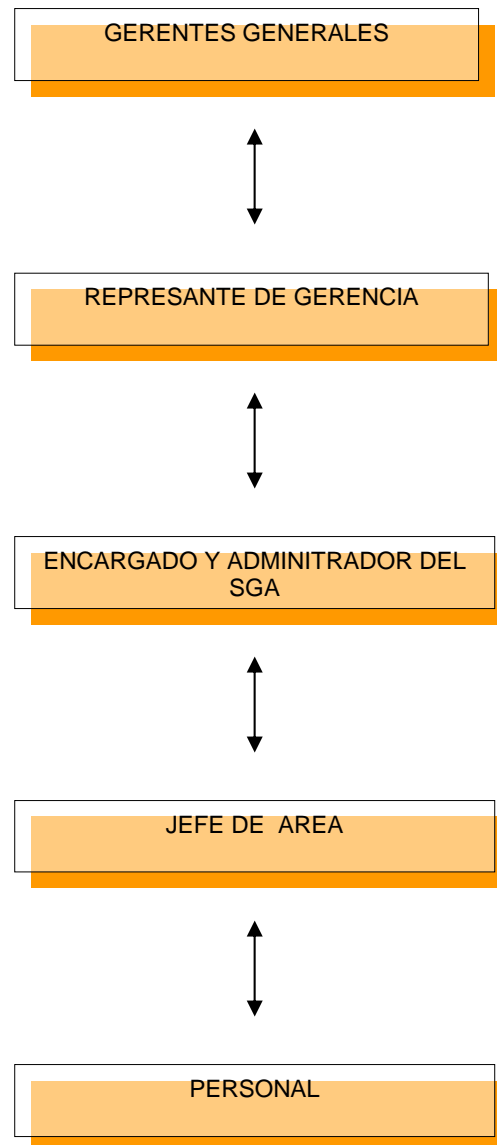 GERENTES GENERALES
REPRESANTE DE GERENCIA
ENCARGADO Y ADMINITRADOR DEL
SGA
JEFE DE  AREA
PERSONAL